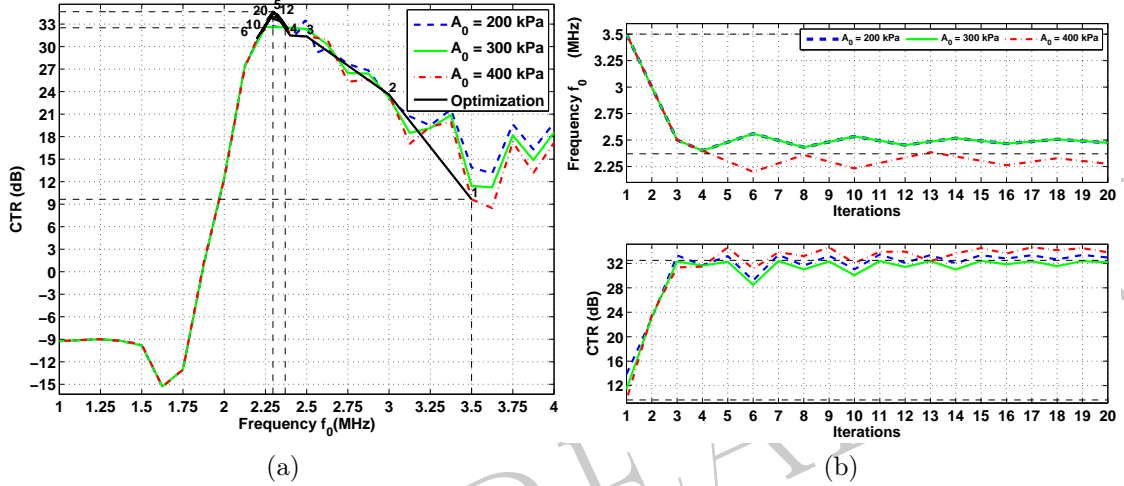 33
30
27
24
21
18
15
12
9
6
3
0
−3
−6
−9
−12
−15
CTR (dB)
1 1.25 1.5 1.75 2 2.25 2.5 2.75 3 3.25 3.5 3.75 4
Frequency f0(MHz)
20 5 12
10
6
4 3
2
1
A0 = 200 kPa
A0 = 300 kPa
A0 = 400 kPa
Optimization
(a)
Frequency f0 (MHz)
3.5
3
2.5
2.25
A0 = 200 kPa A0 = 300 kPa A0 = 400 kPa
1 2 3 4 5 6 7 8 9 10 11 12 13 14 15 16 17 18 19 20
Iterations
CTR (dB)
32
28
24
20
16
12
1 2 3 4 5 6 7 8 9 10 11 12 13 14 15 16 17 18 19 20
Iterations
(b)